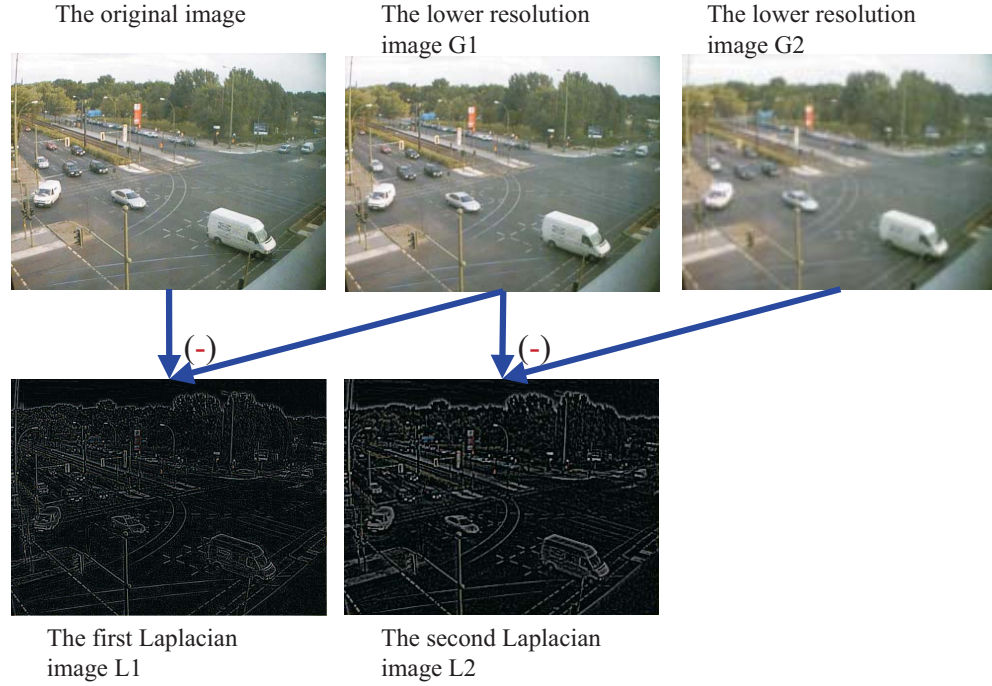 The original image
The lower resolution
image G1
The lower resolution
image G2
(-)
(-)
The first Laplacian
image L1
The second Laplacian
image L2